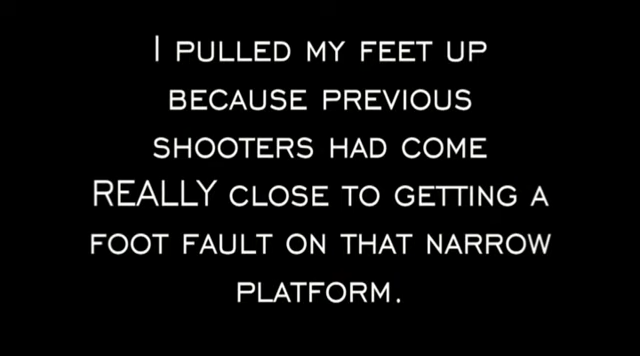 I PULLED MY FEET UP
BECAUSE PREVIOUS
SHOOTERS HAD COME
REALLY CLOSE TO GETTING A
FOOT FAULT ON THAT NARROW
PLATFORM.